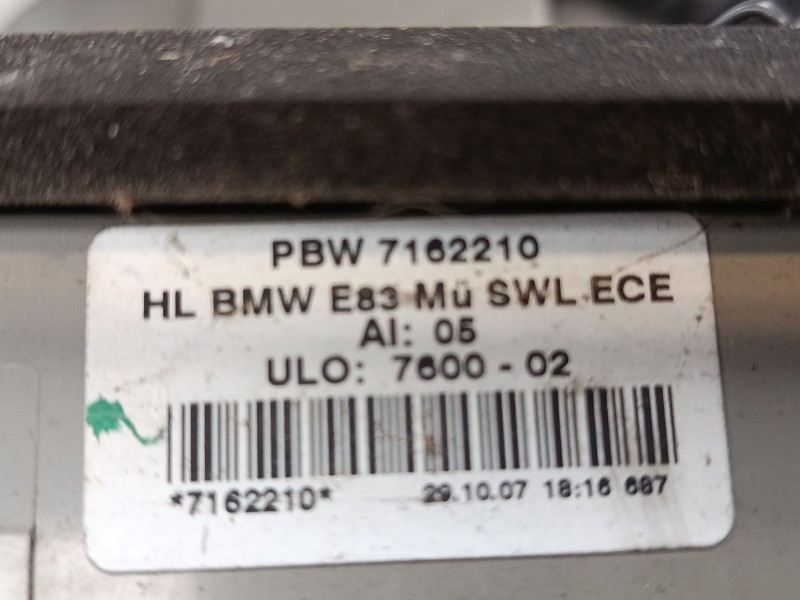 PBW 7162210
HL BMW E83 Mü SWL ECE
AI: 05
ULO: 7600 - 02
*7162210* 29.10.07 18:16 687